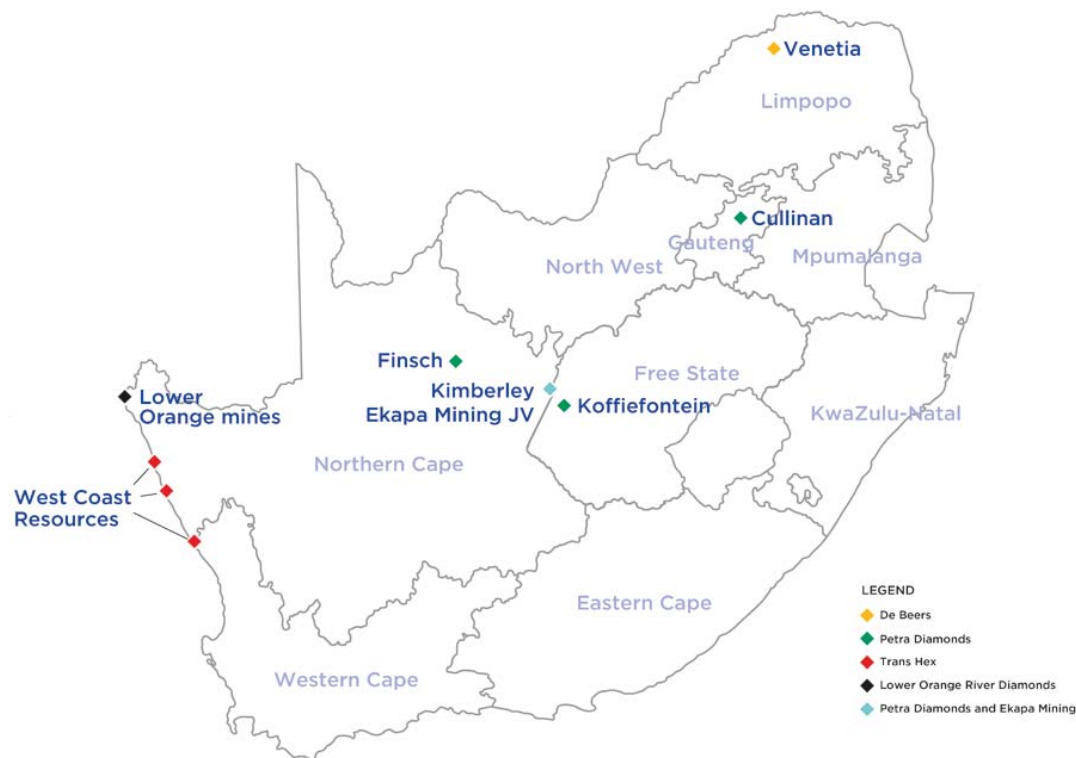 Venetia
Limpopo
Cullinan
Gauteng
Mpumalanga
North West
Finsch
Free State
Kimberley
Ekapa Mining JV
Koffiefontein
KwaZulu-Natal
Lower
Orange mines
Northern Cape
West Coast
Resources
Eastern Cape
Western Cape
LEGEND
De Beers
Petra Diamonds
Trans Hex
Lower Orange River Diamonds
Petra Diamonds and Ekapa Mining